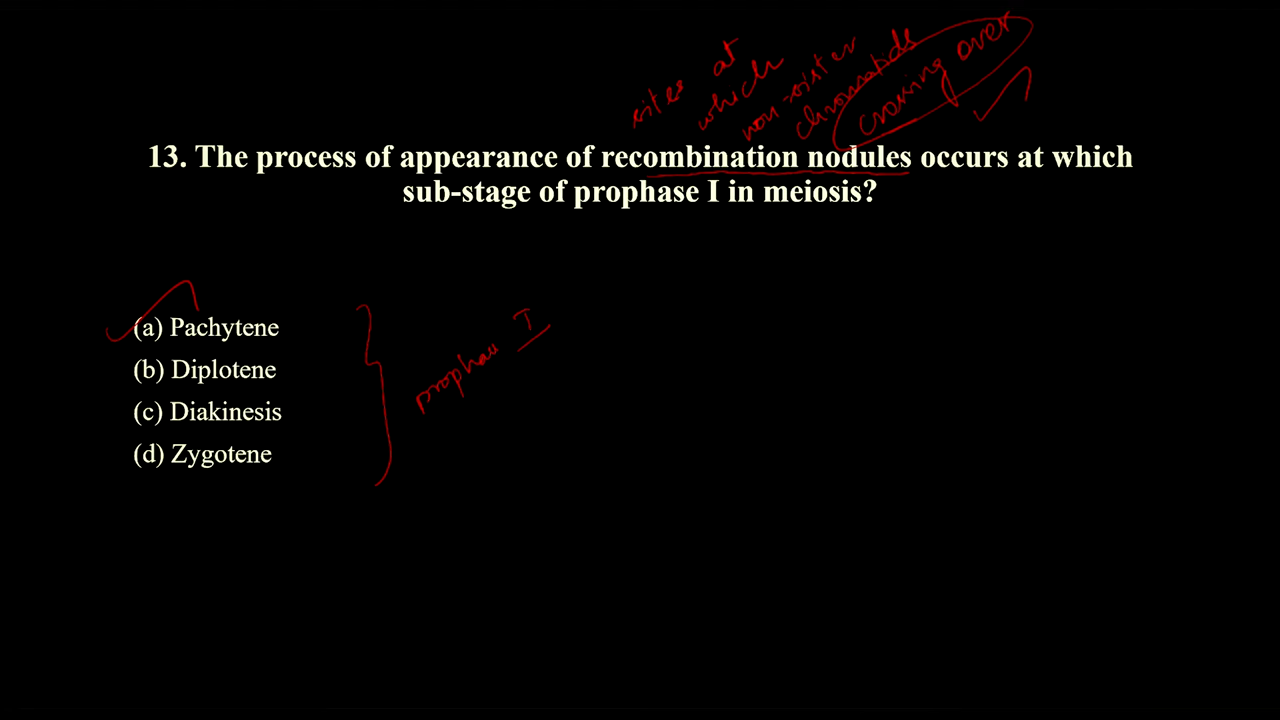 sites at
which
non-sister
chromatids
crossing over
13. The process of appearance of recombination nodules occurs at which
sub-stage of prophase I in meiosis?
(a) Pachytene
(b) Diplotene
(c) Diakinesis
(d) Zygotene
prophase I